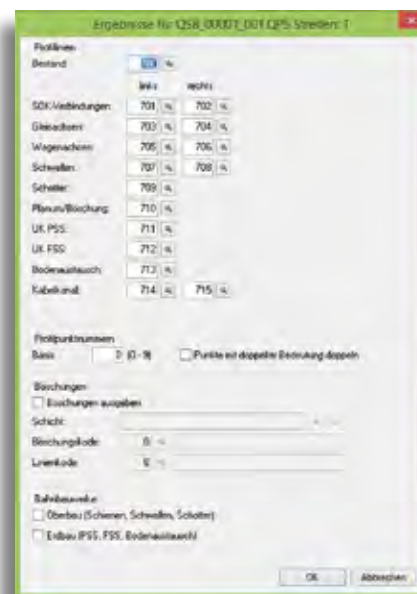 Ergebnisse für QSB_00001_001.QPS Streifen: 1
Profillinien
Bestand
links rechts
SOK-Verbindungen: 701 702
Gleisachsen: 703 704
Wagenachsen: 705 706
Schwellen: 707 708
Schotter: 709
Planum/Böschung: 710
UK PSS: 711
UK FSS: 712
Bodenaustausch: 713
Kabelkanal: 714 715
Profilpunktnummern
Basis: 0 (0 - 9) Punkte mit doppelter Bedeutung doppeln
Böschungen
Böschungen ausgeben
Schicht:
Böschungskode:
Linienkode:
Bahnbauwerke
Oberbau (Schienen, Schwellen, Schotter)
Erdbau (PSS, FSS, Bodenaustausch)
OK Abbrechen